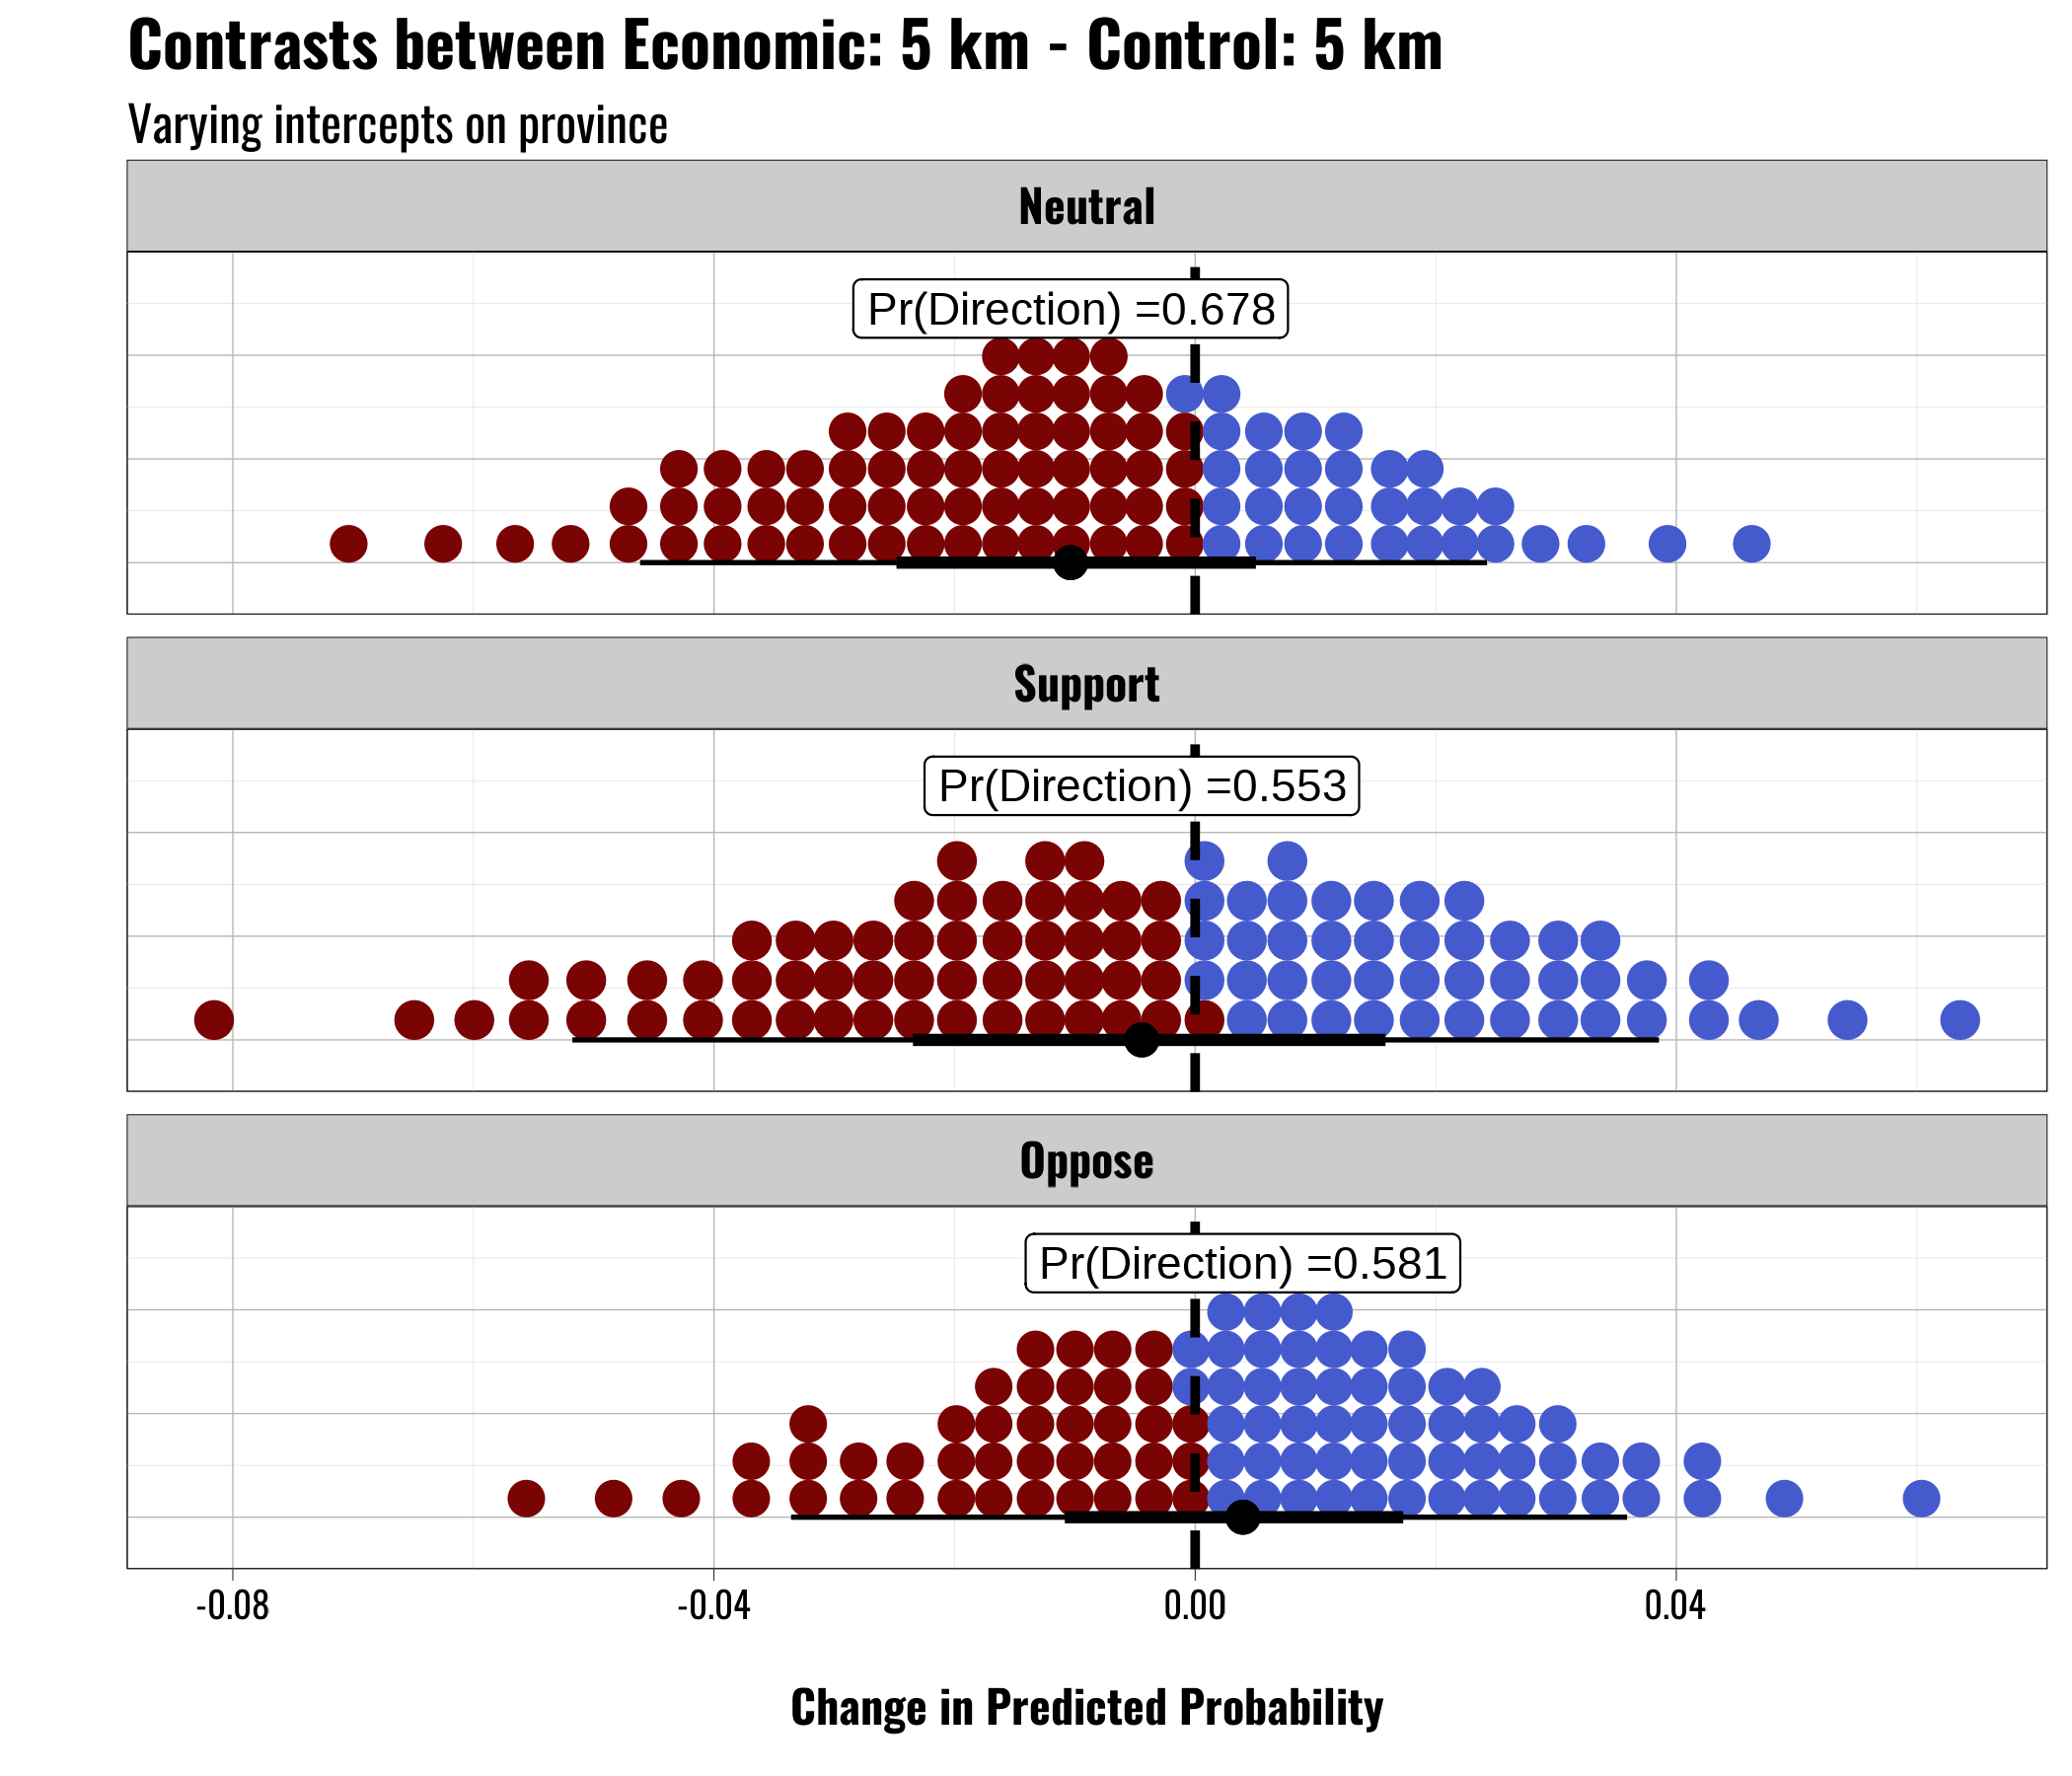 Contrasts between Economic: 5 km - Control: 5 km
Varying intercepts on province
Neutral
Pr(Direction) =0.678
Support
Pr(Direction) =0.553
Oppose
Pr(Direction) =0.581
-0.08 -0.04 0.00 0.04
Change in Predicted Probability